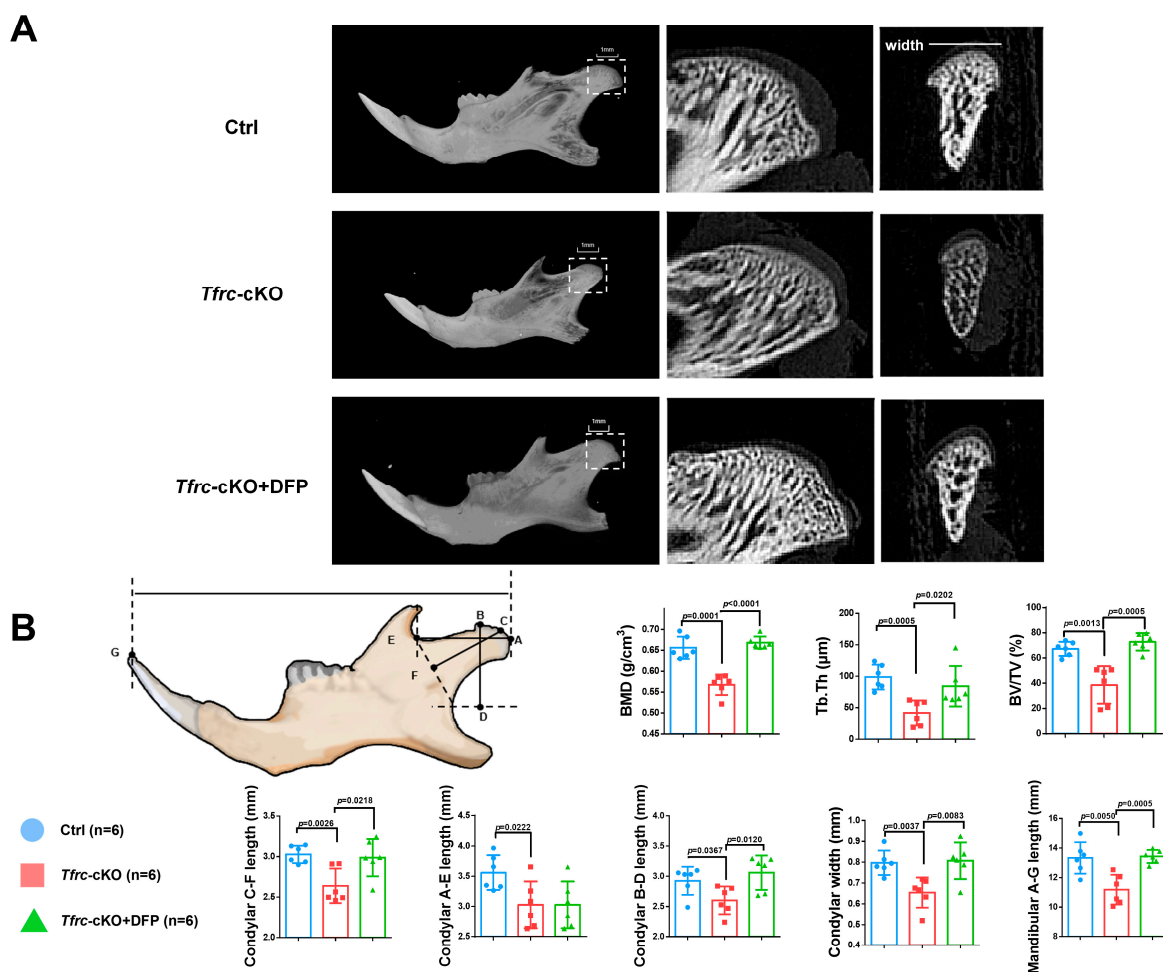 A
Ctrl
1mm
width
Tfrc-cKO
1mm
Tfrc-cKO+DFP
1mm
B
G
E
B
C
A
F
D
BMD (g/cm3)
0.70
0.65
0.60
0.55
0.50
0.45
p=0.0001
p<0.0001
Tb.Th (µm)
200
150
100
50
0
p=0.0005
p=0.0202
BV/TV (%)
100
80
60
40
20
0
p=0.0013
p=0.0005
Ctrl (n=6)
Tfrc-cKO (n=6)
Tfrc-cKO+DFP (n=6)
Condylar C-F length (mm)
3.5
3.0
2.5
2.0
p=0.0026
p=0.0218
Condylar A-E length (mm)
4.5
4.0
3.5
3.0
2.5
p=0.0222
Condylar B-D length (mm)
4.0
3.5
3.0
2.5
2.0
p=0.0367
p=0.0120
Condylar width (mm)
1.2
1.0
0.8
0.6
0.4
p=0.0037
p=0.0083
Mandibular A-G length (mm)
16
14
12
10
8
p=0.0050
p=0.0005